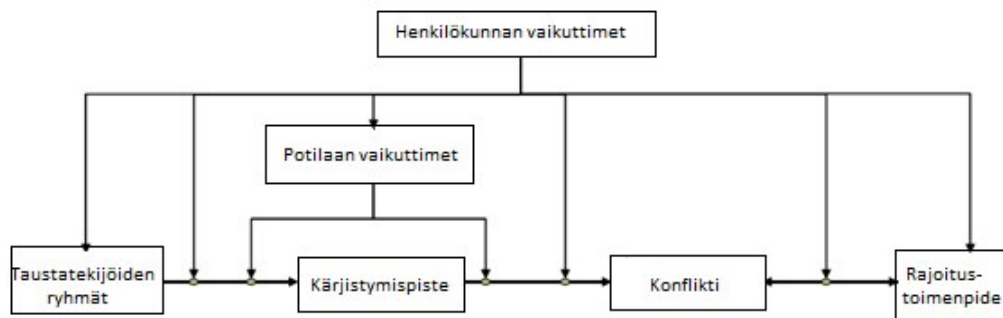 Henkilökunnan vaikuttimet
Potilaan vaikuttimet
Taustatekijöiden
ryhmät
Kärjistymispiste
Konflikti
Rajoitus-
toimenpide